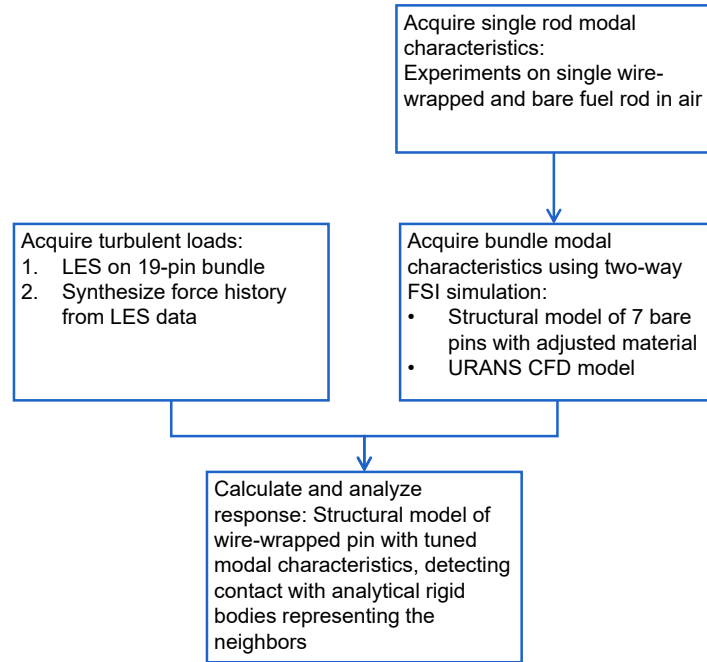 Acquire single rod modal
characteristics:
Experiments on single wire-
wrapped and bare fuel rod in air
Acquire turbulent loads:
1. LES on 19-pin bundle
2. Synthesize force history
from LES data
Acquire bundle modal
characteristics using two-way
FSI simulation:
• Structural model of 7 bare
pins with adjusted material
• URANS CFD model
Calculate and analyze
response: Structural model of
wire-wrapped pin with tuned
modal characteristics, detecting
contact with analytical rigid
bodies representing the
neighbors